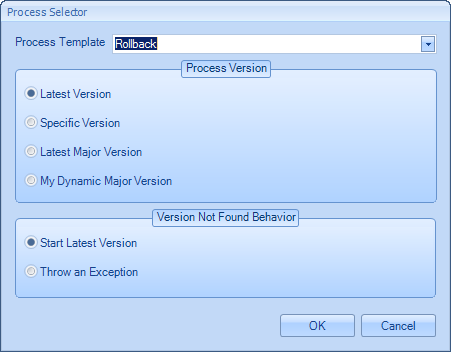 Process Selector
Process Template Rollback
Process Version
Latest Version
Specific Version
Latest Major Version
My Dynamic Major Version
Version Not Found Behavior
Start Latest Version
Throw an Exception
OK Cancel